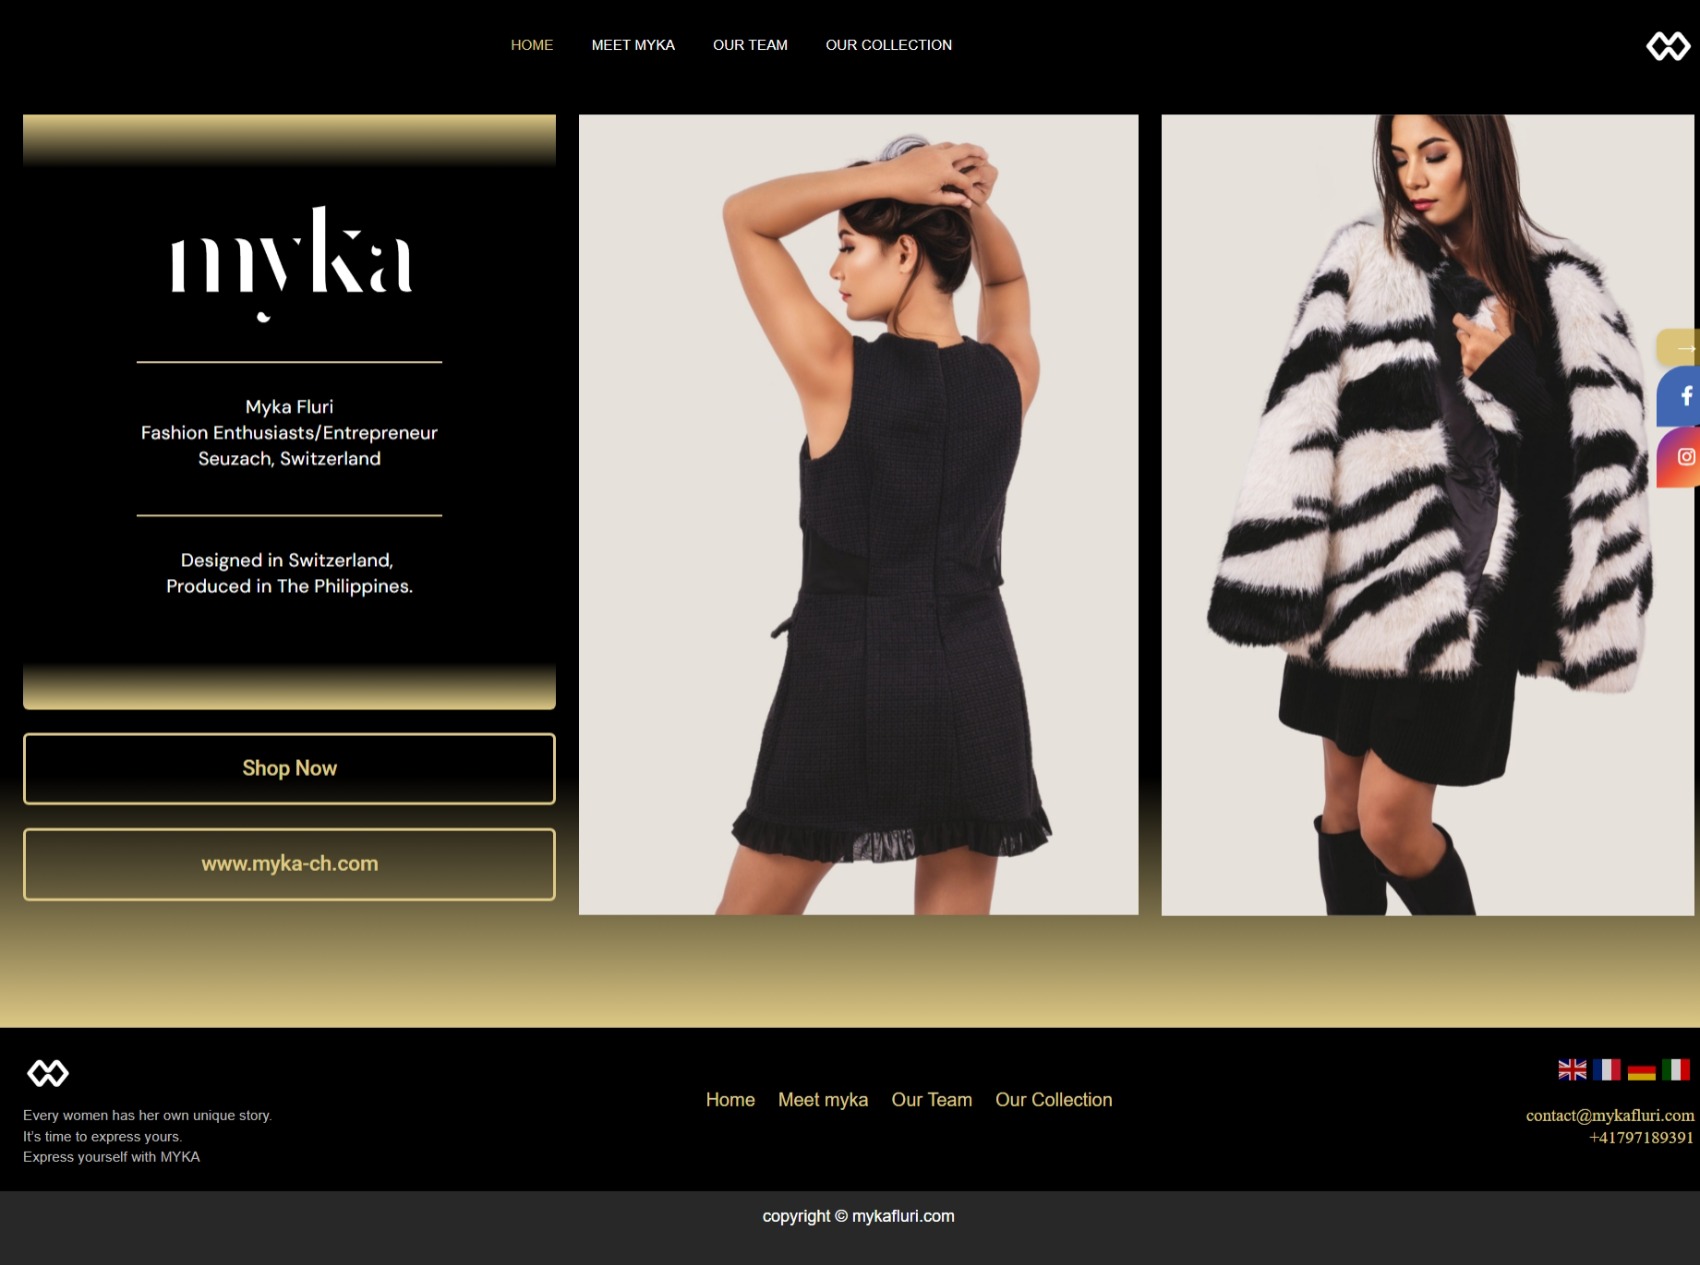 HOME
MEET MYKA
OUR TEAM
OUR COLLECTION
myka
Myka Fluri
Fashion Enthusiasts/Entrepreneur
Seuzach, Switzerland
Designed in Switzerland,
Produced in The Philippines.
Shop Now
www.myka-ch.com
Every women has her own unique story.
It's time to express yours.
Express yourself with MYKA
Home
Meet myka
Our Team
Our Collection
contact@mykafluri.com
+41797189391
copyright © mykafluri.com